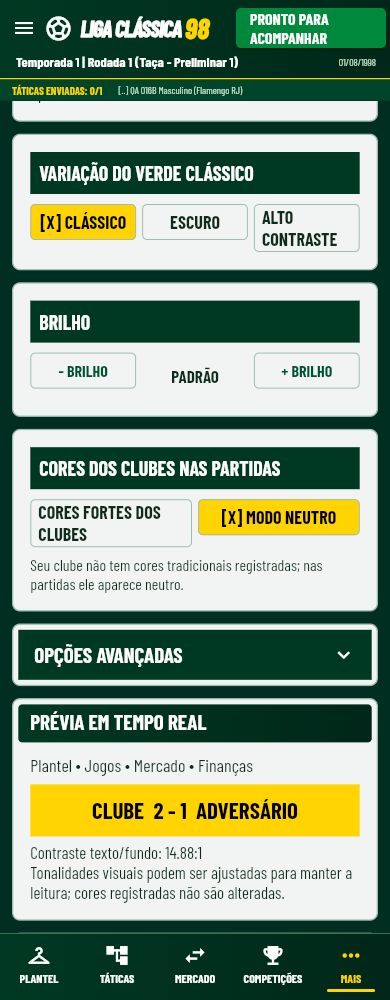 LIGA CLÁSSICA 98
PRONTO PARA
ACOMPANHAR
Temporada 1 | Rodada 1 (Taça - Preliminar 1)
01/08/1998
TÁTICAS ENVIADAS: 0/1
[..] QA 016B Masculino (Flamengo RJ)
VARIAÇÃO DO VERDE CLÁSSICO
[X] CLÁSSICO
ESCURO
ALTO
CONTRASTE
BRILHO
- BRILHO
PADRÃO
+ BRILHO
CORES DOS CLUBES NAS PARTIDAS
CORES FORTES DOS
CLUBES
[X] MODO NEUTRO
Seu clube não tem cores tradicionais registradas; nas
partidas ele aparece neutro.
OPÇÕES AVANÇADAS
PRÉVIA EM TEMPO REAL
Plantel • Jogos • Mercado • Finanças
CLUBE 2 - 1 ADVERSÁRIO
Contraste texto/fundo: 14.88:1
Tonalidades visuais podem ser ajustadas para manter a
leitura; cores registradas não são alteradas.
PLANTEL
TÁTICAS
MERCADO
COMPETIÇÕES
MAIS